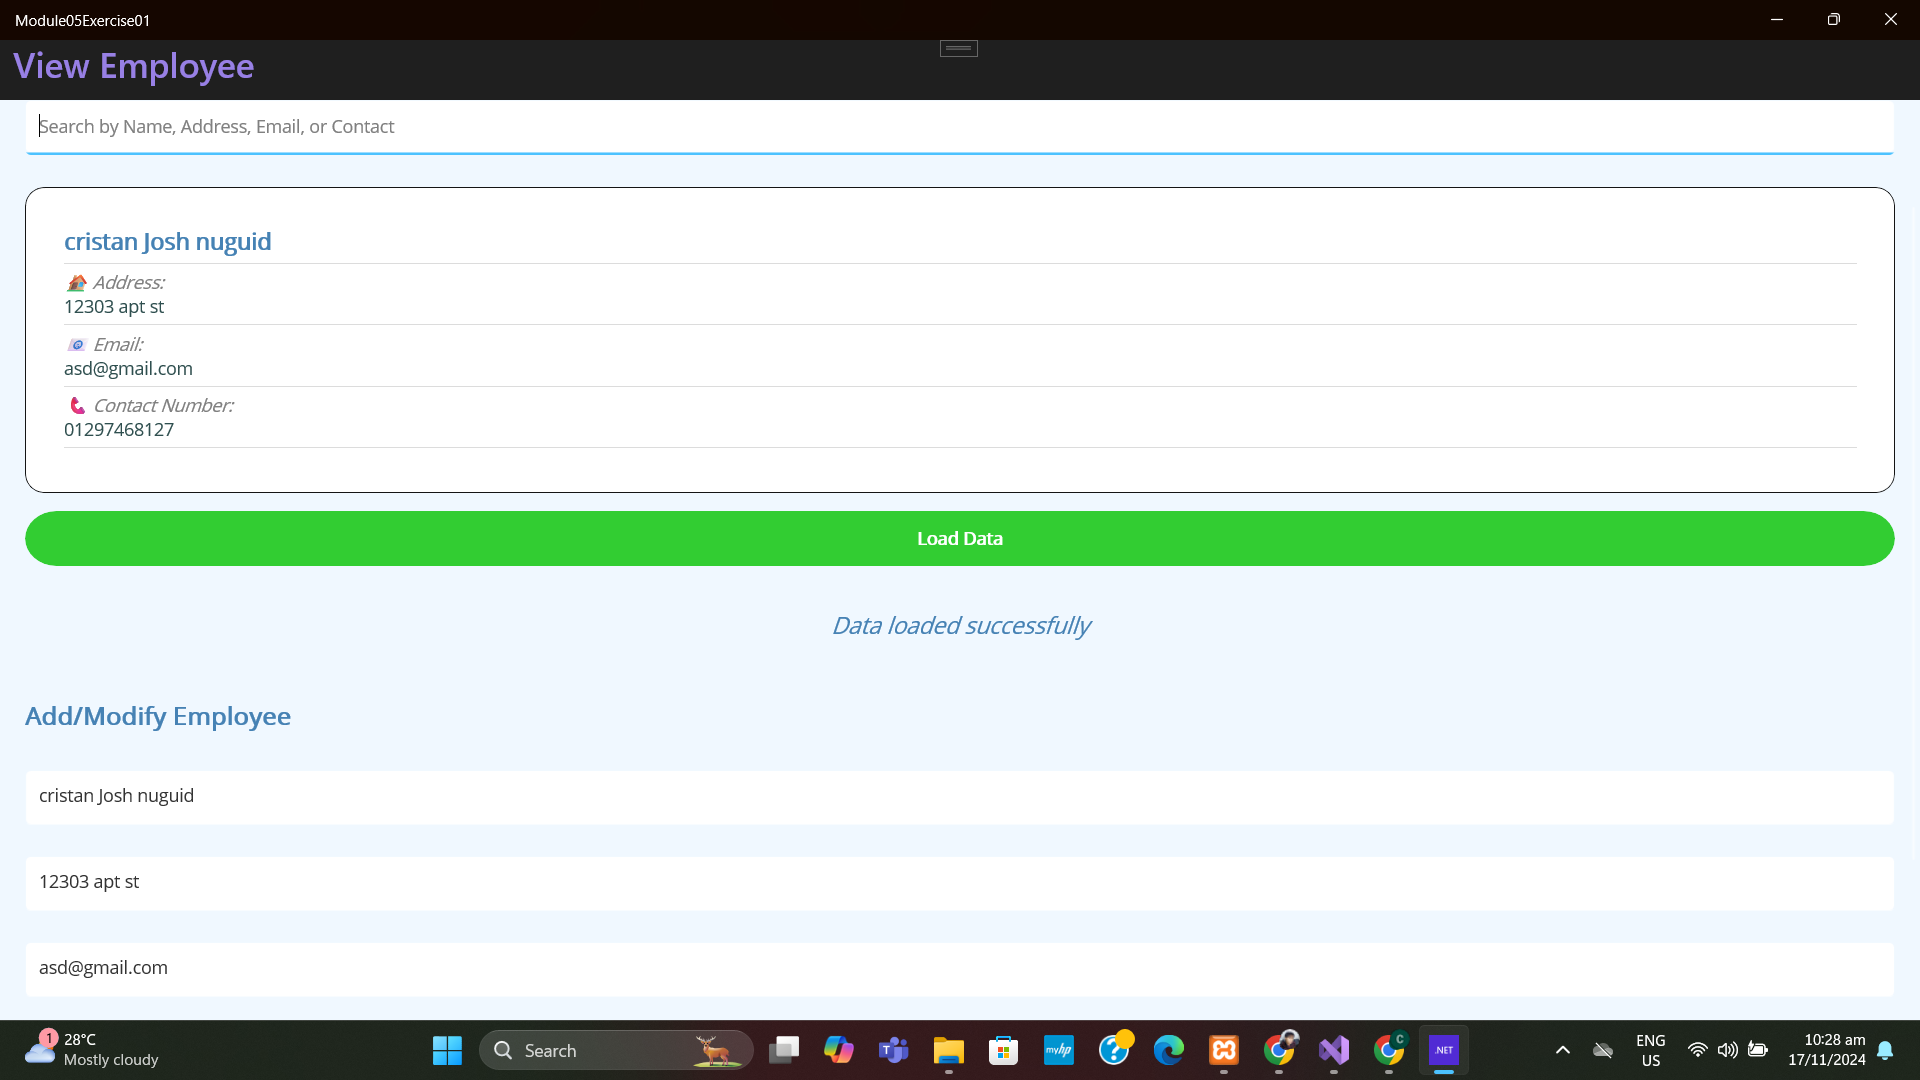 Module05Exercise01
View Employee
Search by Name, Address, Email, or Contact
cristan Josh nuguid
Address:
12303 apt st
Email:
asd@gmail.com
Contact Number:
01297468127
Load Data
Data loaded successfully
Add/Modify Employee
cristan Josh nuguid
12303 apt st
asd@gmail.com
1
28°C
Mostly cloudy
Search
T
myhp
?
C
.NET
ENG
US
10:28 am
17/11/2024